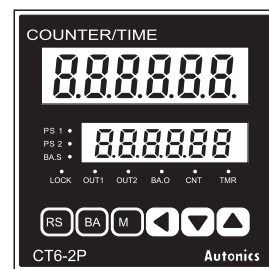 COUNTER/TIME
8.8.8.8.8.8.
PS 1
PS 2
BA.S
8.8.8.8.8.8
LOCK OUT1 OUT2 BA.O CNT TMR
RS BA M
CT6-2P Autonics